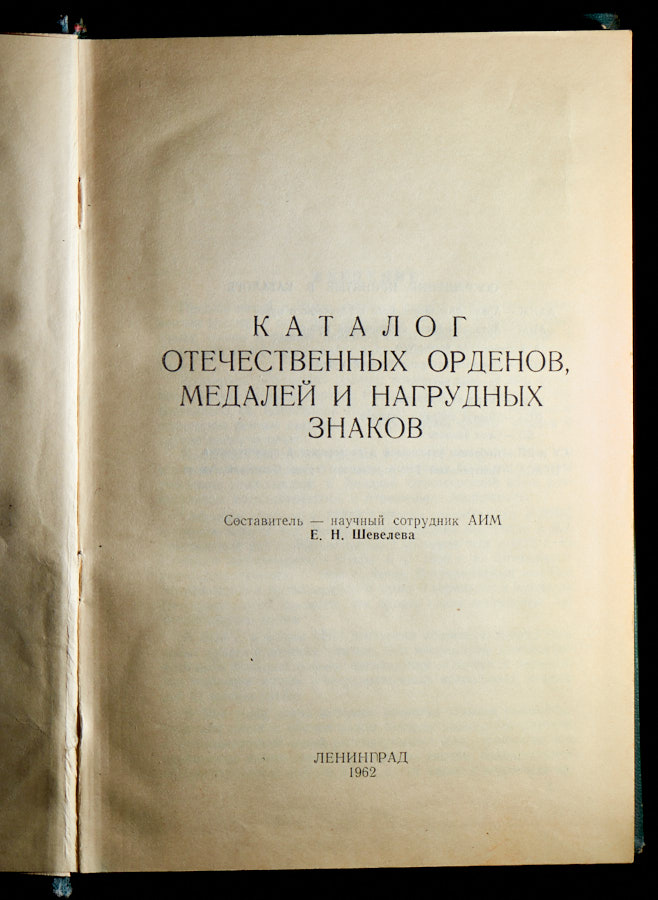 КАТАЛОГ
ОТЕЧЕСТВЕННЫХ ОРДЕНОВ,
МЕДАЛЕЙ И НАГРУДНЫХ
ЗНАКОВ
Составитель — научный сотрудник АИМ
Е. Н. Шевелева
ЛЕНИНГРАД
1962